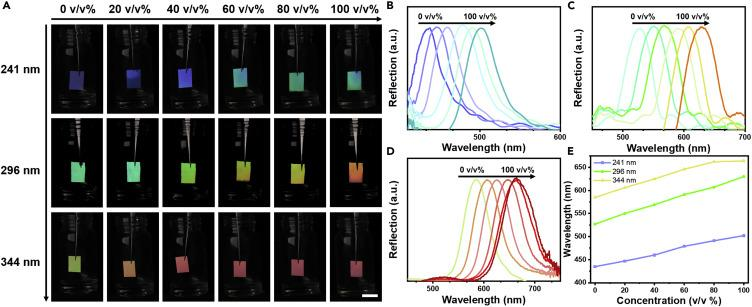 A
0 v/v% 20 v/v% 40 v/v% 60 v/v% 80 v/v% 100 v/v%
241 nm
296 nm
344 nm
B
0 v/v% 100 v/v%
Reflection (a.u.)
500 600
Wavelength (nm)
C
0 v/v% 100 v/v%
Reflection (a.u.)
500 600 700
Wavelength (nm)
D
0 v/v% 100 v/v%
Reflection (a.u.)
500 550 600 650 700 750
Wavelength (nm)
E
241 nm
296 nm
344 nm
Wavelength (nm)
650
600
550
500
450
400
0 20 40 60 80 100
Concentration (v/v %)